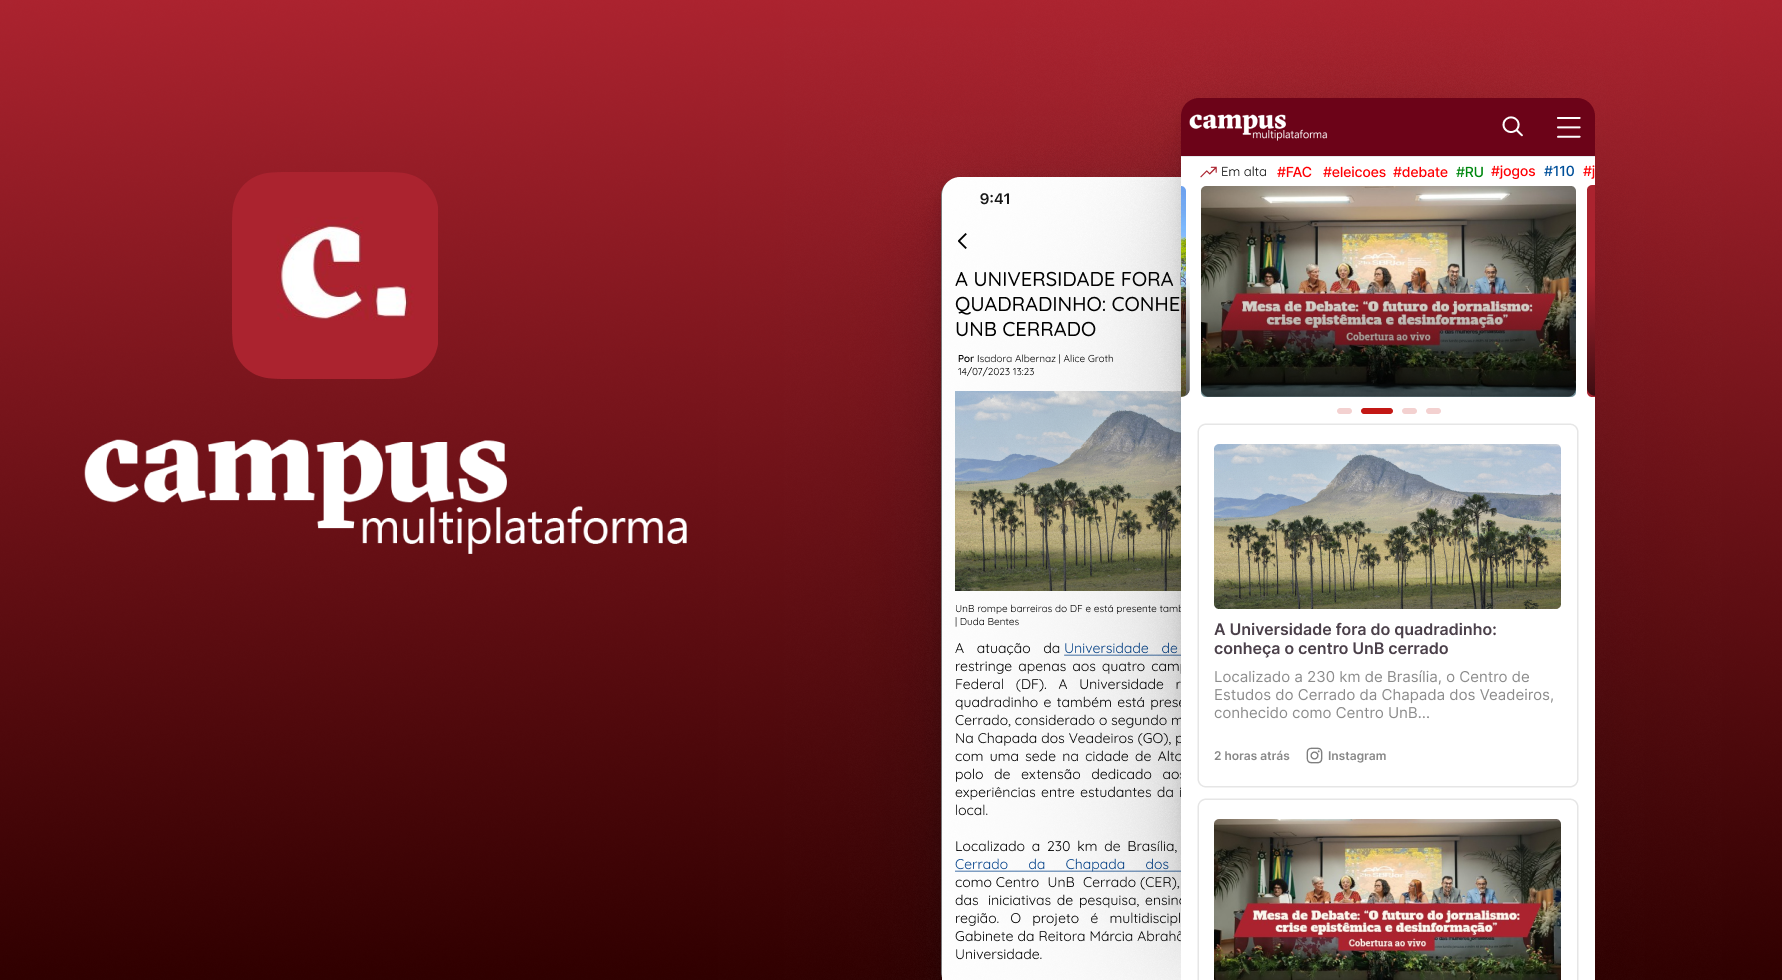 c.
campus
multiplataforma
9:41
A UNIVERSIDADE FORA
QUADRADINHO: CONHE
UNB CERRADO
Por Isadora Albernaz | Alice Groth
14/07/2023 13:23
UnB rompe barreiras do DF e está presente també
| Duda Bentes
A atuação da Universidade de
restringe apenas aos quatro camp
Federal (DF). A Universidade r
quadradinho e também está prese
Cerrado, considerado o segundo m
Na Chapada dos Veadeiros (GO), p
com uma sede na cidade de Alto
polo de extensão dedicado aos
experiências entre estudantes da i
local.
Localizado a 230 km de Brasília,
Cerrado da Chapada dos
como Centro UnB Cerrado (CER),
das iniciativas de pesquisa, ensino
região. O projeto é multidiscipl
Gabinete da Reitora Márcia Abrahã
Universidade.
campus
multiplataforma
Em alta #FAC #eleicoes #debate #RU #jogos #110 #j
Mesa de Debate: "O futuro do jornalismo:
crise epistêmica e desinformação"
Cobertura ao vivo
A Universidade fora do quadradinho:
conheça o centro UnB cerrado
Localizado a 230 km de Brasília, o Centro de
Estudos do Cerrado da Chapada dos Veadeiros,
conhecido como Centro UnB...
2 horas atrás Instagram
Mesa de Debate: "O futuro do jornalismo:
crise epistêmica e desinformação"
Cobertura ao vivo